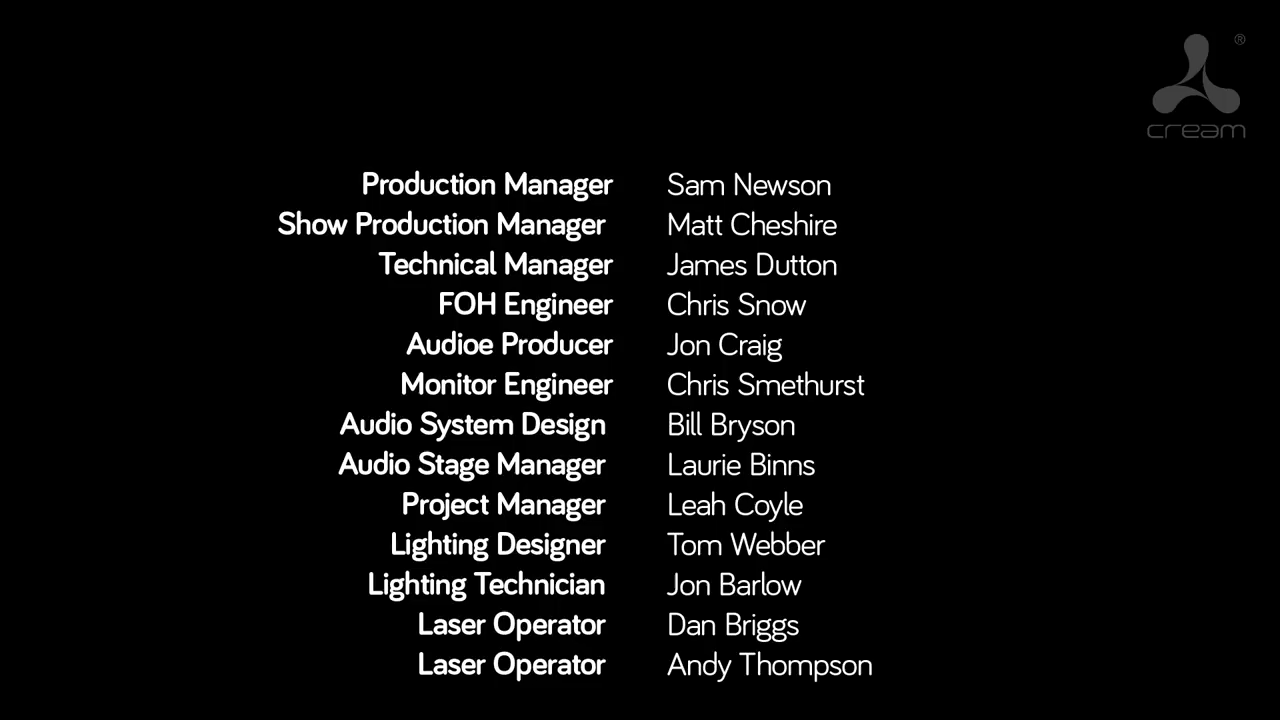 ®
cream
Production Manager Sam Newson
Show Production Manager Matt Cheshire
Technical Manager James Dutton
FOH Engineer Chris Snow
Audioe Producer Jon Craig
Monitor Engineer Chris Smethurst
Audio System Design Bill Bryson
Audio Stage Manager Laurie Binns
Project Manager Leah Coyle
Lighting Designer Tom Webber
Lighting Technician Jon Barlow
Laser Operator Dan Briggs
Laser Operator Andy Thompson